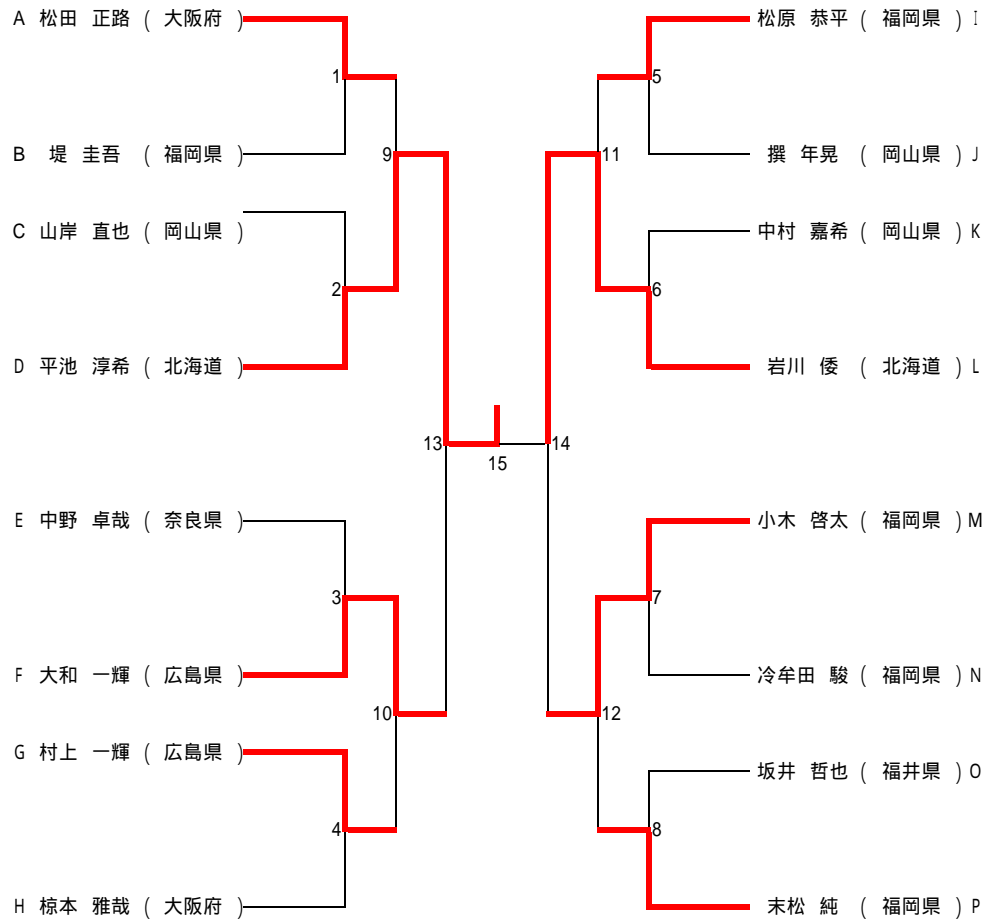 A 松田 正路 ( 大阪府 )
松原 恭平 ( 福岡県 ) I
1
5
B 堤 圭吾 ( 福岡県 )
9
11
撰 年晃 ( 岡山県 ) J
C 山岸 直也 ( 岡山県 )
中村 嘉希 ( 岡山県 ) K
2
6
D 平池 淳希 ( 北海道 )
岩川 倭 ( 北海道 ) L
13
15
14
E 中野 卓哉 ( 奈良県 )
小木 啓太 ( 福岡県 ) M
3
7
F 大和 一輝 ( 広島県 )
冷牟田 駿 ( 福岡県 ) N
10
12
G 村上 一輝 ( 広島県 )
坂井 哲也 ( 福井県 ) O
4
8
H 椋本 雅哉 ( 大阪府 )
末松 純 ( 福岡県 ) P